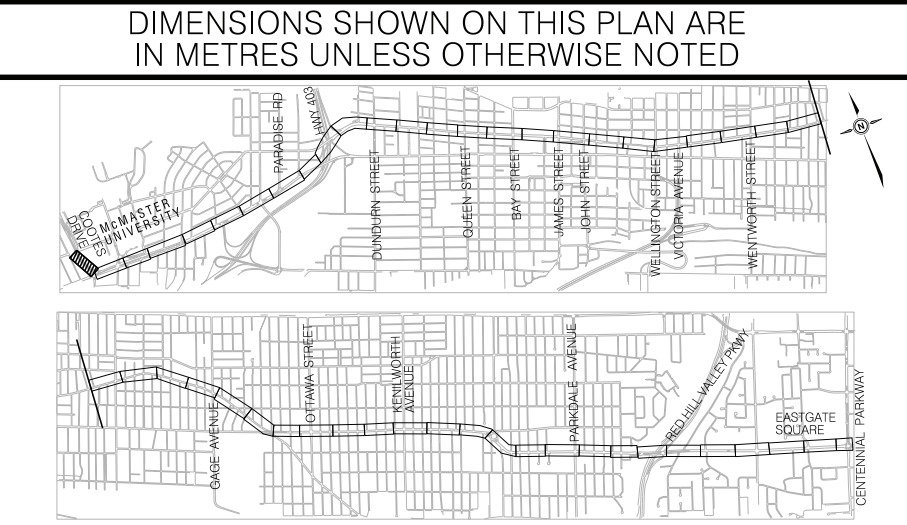 DIMENSIONS SHOWN ON THIS PLAN ARE
IN METRES UNLESS OTHERWISE NOTED
PARADISE RD
HWY 403
N
COOTES
DRIVE
McMASTER
UNIVERSITY
DUNDURN STREET
QUEEN STREET
BAY STREET
JAMES STREET
JOHN STREET
WELLINGTON STREET
VICTORIA AVENUE
WENTWORTH STREET
GAGE AVENUE
OTTAWA STREET
KENILWORTH
AVENUE
PARKDALE AVENUE
RED HILL VALLEY PKWY
EASTGATE
SQUARE
CENTENNIAL PARKWAY